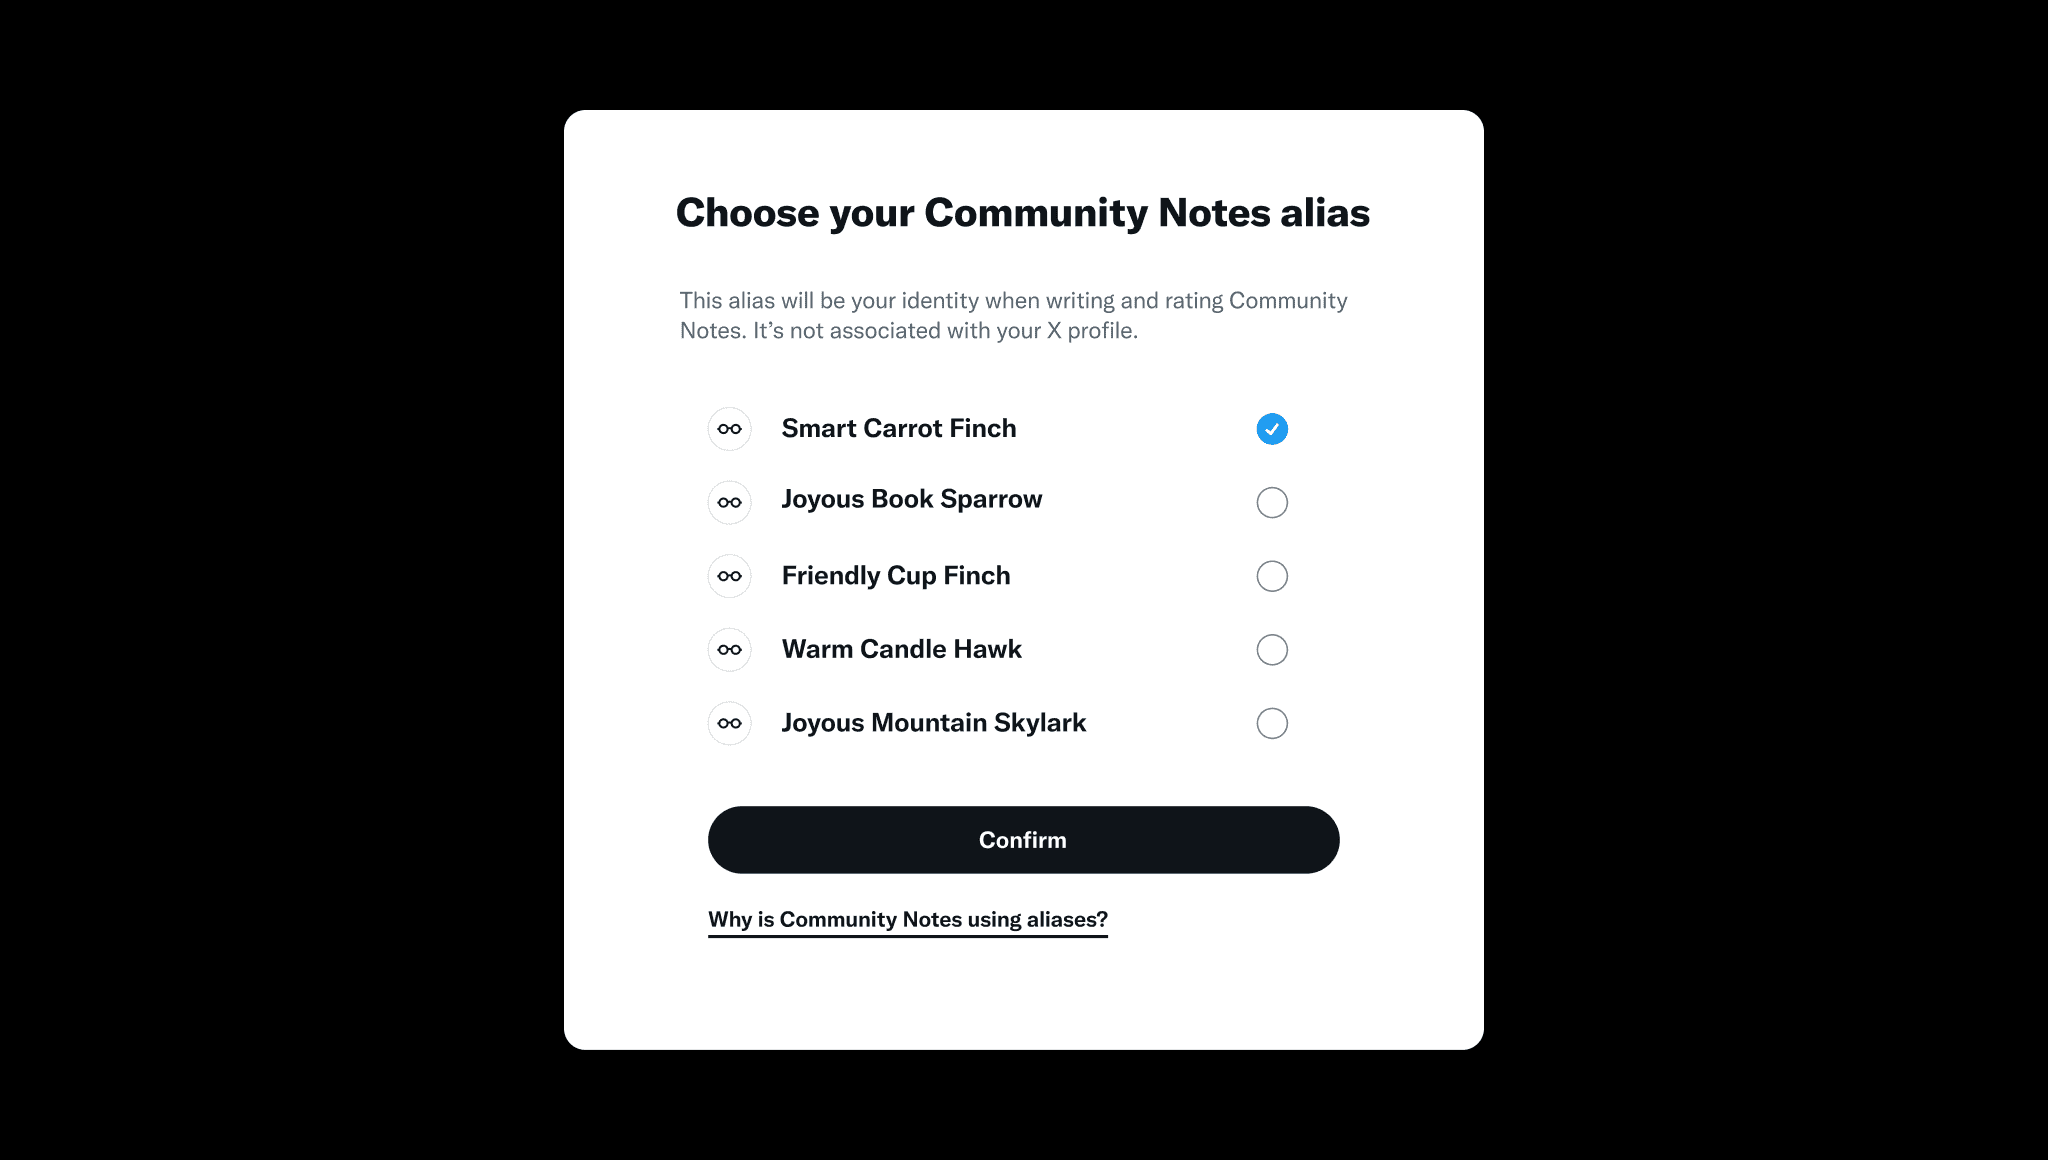 Choose your Community Notes alias
This alias will be your identity when writing and rating Community
Notes. It’s not associated with your X profile.
Smart Carrot Finch
Joyous Book Sparrow
Friendly Cup Finch
Warm Candle Hawk
Joyous Mountain Skylark
Confirm
Why is Community Notes using aliases?